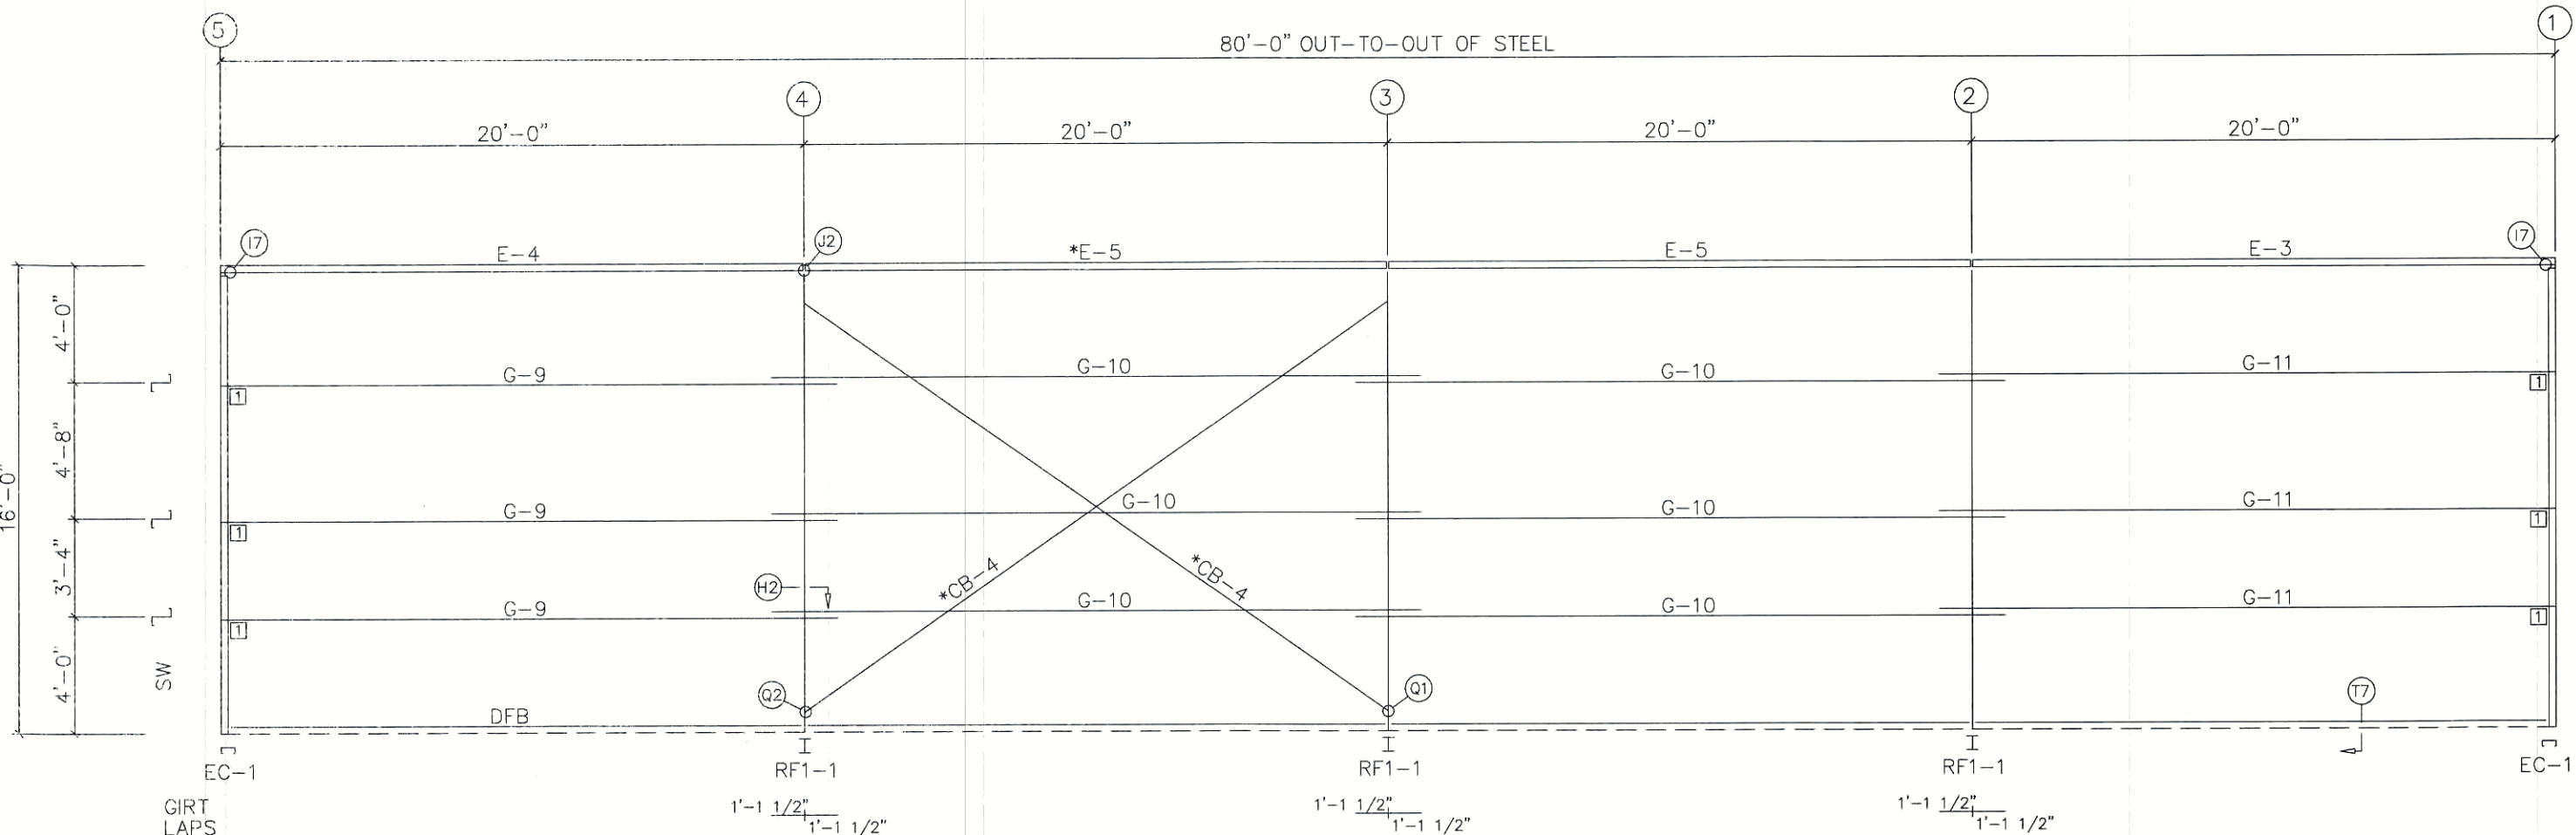 5
1
80'-0" OUT-TO-OUT OF STEEL
4
3
2
20'-0"
20'-0"
20'-0"
20'-0"
I7
E-4
J2
*E-5
E-5
E-3
I7
16'-0"
4'-0"
4'-8"
3'-4"
4'-0"
SW
G-9
G-10
G-10
G-11
1
1
G-9
G-10
G-10
G-11
1
1
*CB-4
*CB-4
H2
G-9
G-10
G-10
G-11
1
1
Q2
Q1
T7
DFB
EC-1
RF1-1
RF1-1
RF1-1
EC-1
GIRT
LAPS
1'-1 1/2"
1'-1 1/2"
1'-1 1/2"
1'-1 1/2"
1'-1 1/2"
1'-1 1/2"